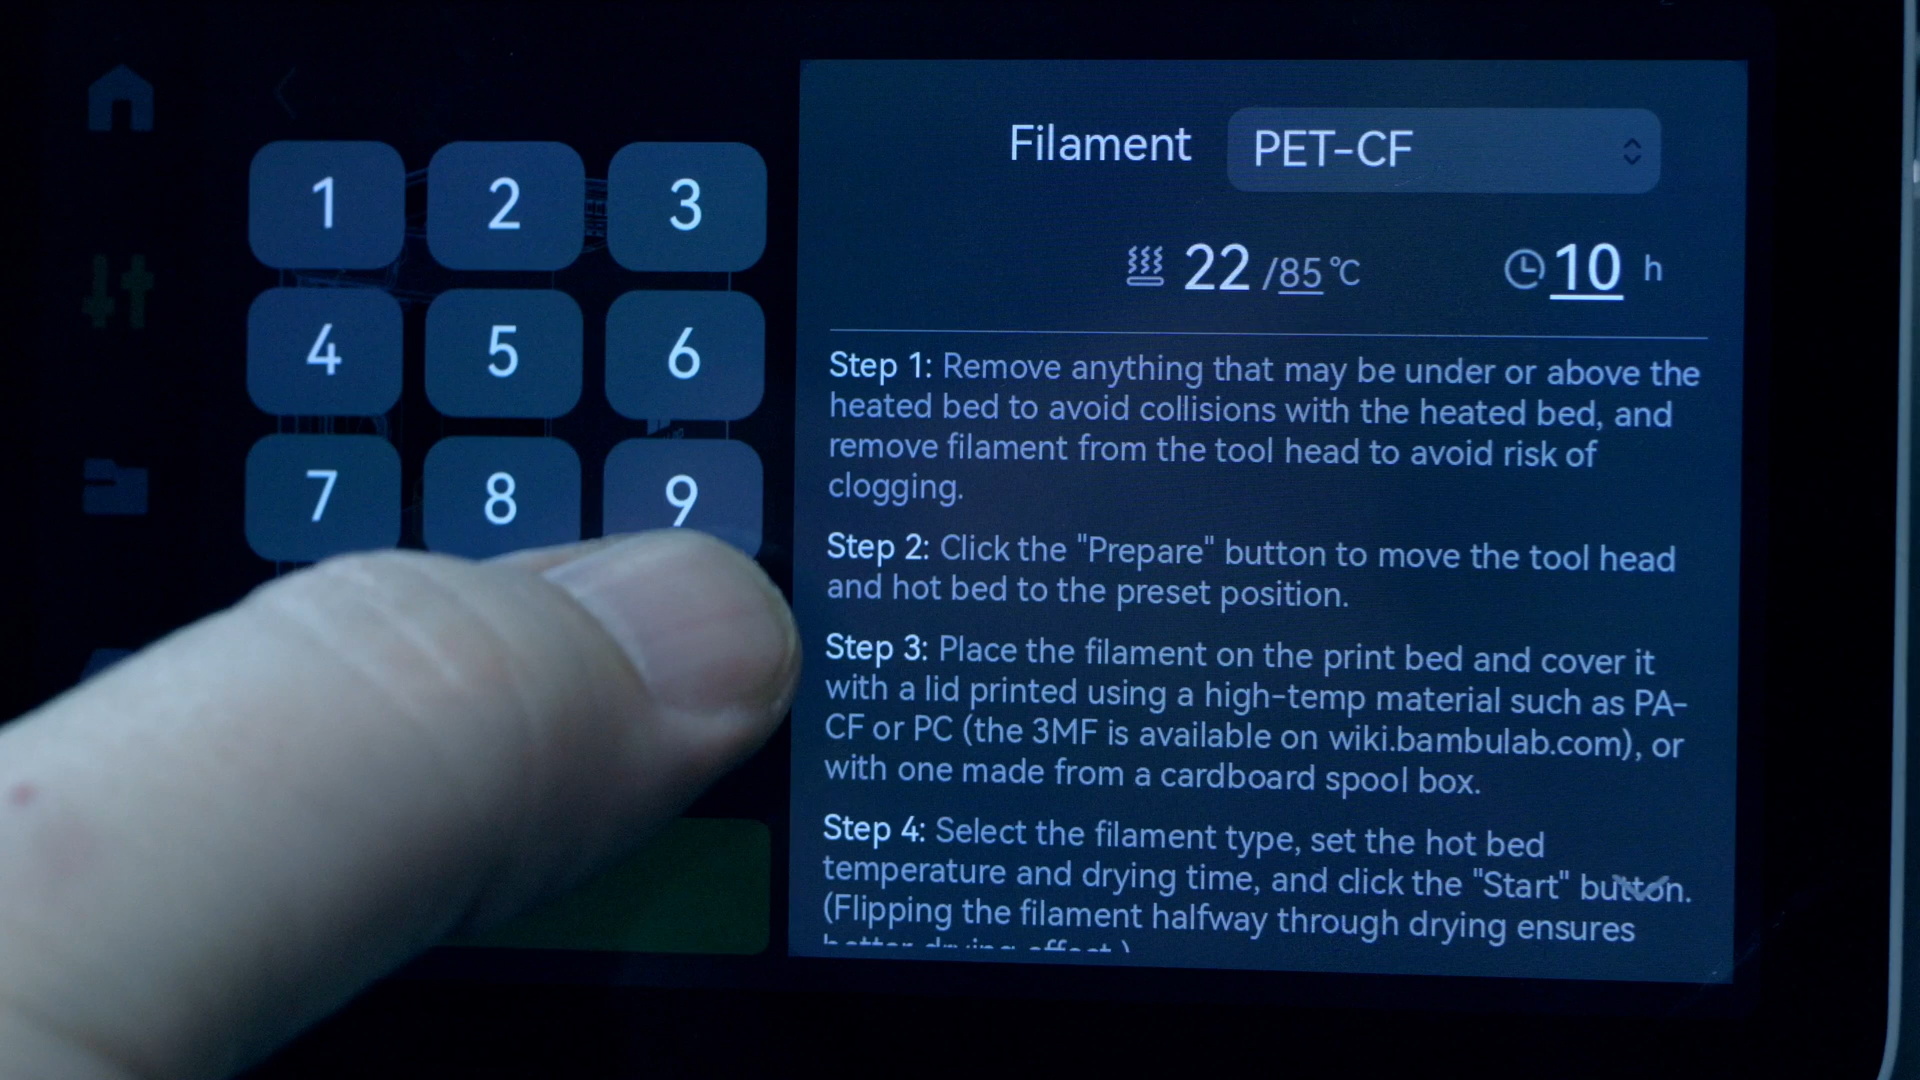 1 2 3
4 5 6
7 8 9
Filament PET-CF
22 /85 °C 10 h
Step 1: Remove anything that may be under or above the
heated bed to avoid collisions with the heated bed, and
remove filament from the tool head to avoid risk of
clogging.
Step 2: Click the "Prepare" button to move the tool head
and hot bed to the preset position.
Step 3: Place the filament on the print bed and cover it
with a lid printed using a high-temp material such as PA-
CF or PC (the 3MF is available on wiki.bambulab.com), or
with one made from a cardboard spool box.
Step 4: Select the filament type, set the hot bed
temperature and drying time, and click the "Start" button.
(Flipping the filament halfway through drying ensures
better drying effect.)